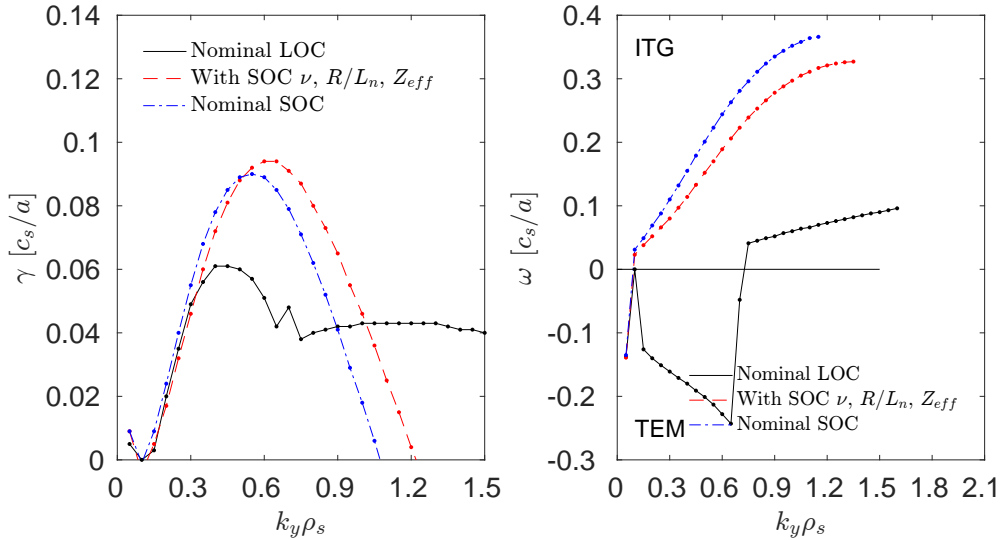 0.14
0.12
0.1
0.08
0.06
0.04
0.02
0
γ [c_s/a]
Nominal LOC
With SOC ν, R/L_n, Z_eff
Nominal SOC
0 0.3 0.6 0.9 1.2 1.5
k_yρ_s
0.4
0.3
0.2
0.1
0
-0.1
-0.2
-0.3
ω [c_s/a]
ITG
Nominal LOC
With SOC ν, R/L_n, Z_eff
TEM
Nominal SOC
0 0.3 0.6 0.9 1.2 1.5 1.8 2.1
k_yρ_s